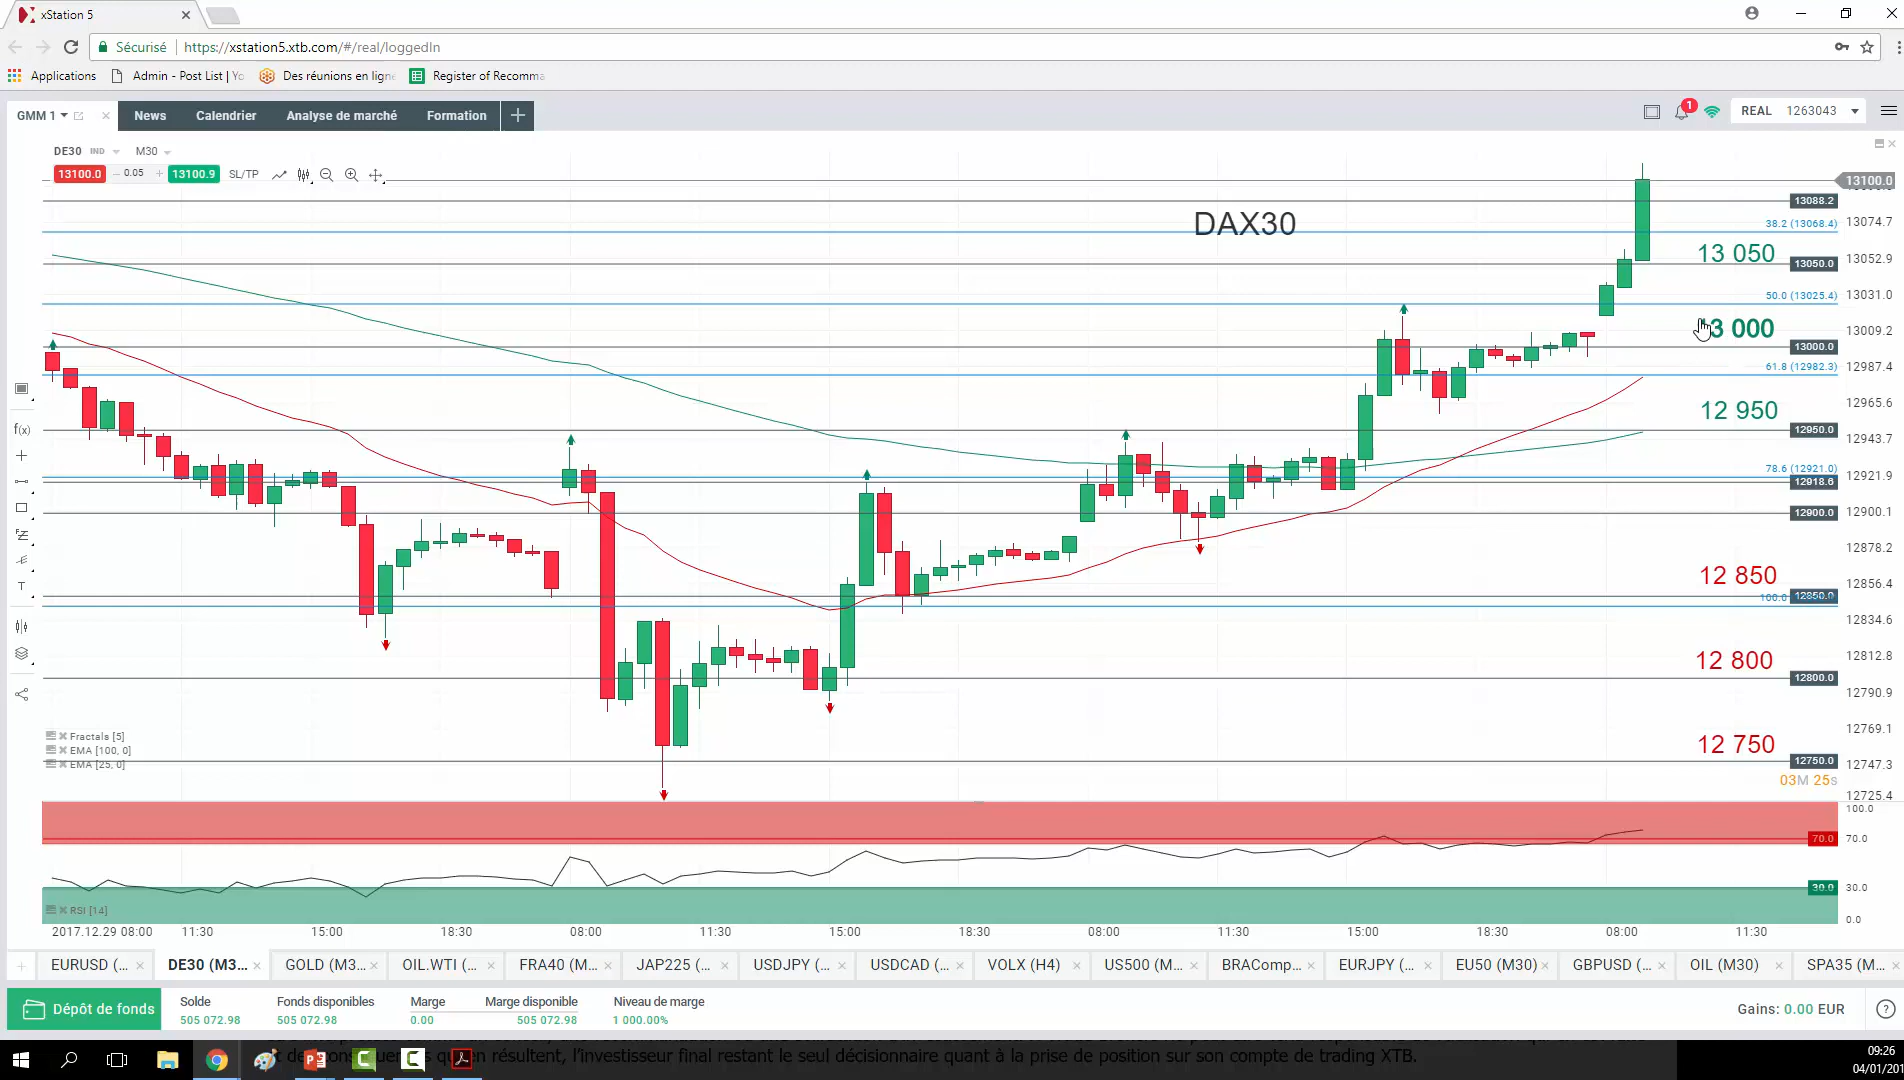 xStation 5
Sécurisé https://xstation5.xtb.com/#/real/loggedIn
Applications Admin - Post List | Yo Des réunions en ligne Register of Recomma
GMM 1 News Calendrier Analyse de marché Formation 1 REAL 1263043
DE30 IND M30
13100.0 0.05 13100.9 SL/TP
DAX30
13100.0
13088.2
38.2 (13068.4) 13074.7
13 050 13052.9
13050.0
50.0 (13025.4) 13031.0
3 000 13009.2
13000.0
61.8 (12982.3) 12987.4
12 950 12965.6
12950.0 12943.7
78.6 (12921.0) 12921.9
12918.6
12900.0 12900.1
12878.2
12 850 12856.4
12850.0
12834.6
12 800 12812.8
12800.0
12790.9
12769.1
12 750
12750.0 12747.3
03M 25s
12725.4
Fractals [5]
EMA [100, 0]
EMA [25, 0]
100.0
70.0 70.0
30.0 30.0
RSI [14]
0.0
2017.12.29 08:00 11:30 15:00 18:30 08:00 11:30 15:00 18:30 08:00 11:30 15:00 18:30 08:00 11:30
EURUSD (... DE30 (M3... GOLD (M3... OIL.WTI (... FRA40 (M... JAP225 (... USDJPY (... USDCAD (... VOLX (H4) US500 (M... BRAComp... EURJPY (... EU50 (M30) GBPUSD (... OIL (M30) SPA35 (M...
Dépôt de fonds
Solde Fonds disponibles Marge Marge disponible Niveau de marge
505 072.98 505 072.98 0.00 505 072.98 1 000.00%
Gains: 0.00 EUR
résultent, l'investisseur final restant le seul décisionnaire quant à la prise de position sur son compte de trading XTB.
09:26
04/01/201